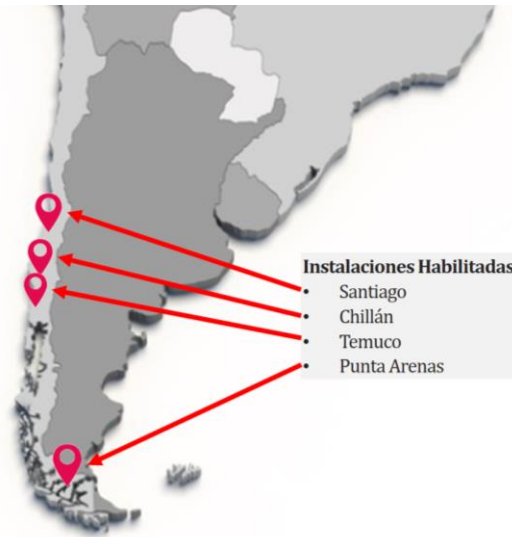 Instalaciones Habilitadas
• Santiago
• Chillán
• Temuco
• Punta Arenas